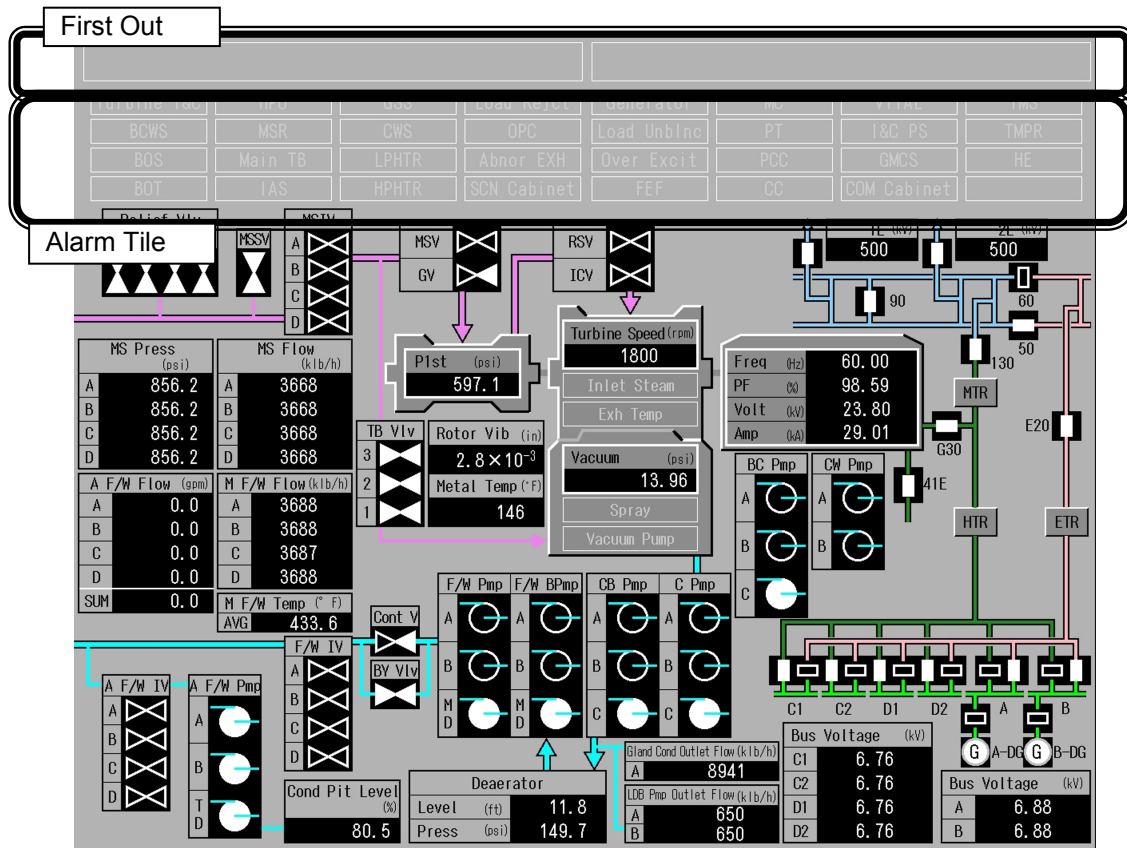 First Out
Turbine I&C HPU GSS Load Rejct Generator MC VITAL TMS
BCWS MSR CWS OPC Load Unblnc PT I&C PS TMPR
BOS Main TB LPHTR Abnor EXH Over Excit PCC GMCS HE
BOT IAS HPHTR SCN Cabinet FEF CC COM Cabinet
Alarm Tile
Relief Vlv
MSSV
MSIV
A
B
C
D
MSV
GV
RSV
ICV
1L (kV)
500
2L (kV)
500
90
60
50
130
MS Press
(psi)
A 856.2
B 856.2
C 856.2
D 856.2
MS Flow
(klb/h)
A 3668
B 3668
C 3668
D 3668
P1st (psi)
597.1
Turbine Speed (rpm)
1800
Inlet Steam
Exh Temp
Freq (Hz) 60.00
PF (%) 98.59
Volt (kV) 23.80
Amp (kA) 29.01
MTR
G30
E20
41E
HTR
ETR
A F/W Flow (gpm)
A 0.0
B 0.0
C 0.0
D 0.0
SUM 0.0
M F/W Flow (klb/h)
A 3688
B 3688
C 3687
D 3688
M F/W Temp (°F)
AVG 433.6
TB Vlv
3
2
1
Rotor Vib (in)
2.8×10-3
Metal Temp (°F)
146
Vacuum (psi)
13.96
Spray
Vacuum Pump
BC Pmp
A
B
C
CW Pmp
A
B
F/W Pmp
A
B
MD
F/W BPmp
A
B
MD
CB Pmp
A
B
C
C Pmp
A
B
C
Cont V
BY Vlv
F/W IV
A
B
C
D
A F/W IV
A
B
C
D
A F/W Pmp
A
B
TD
Cond Pit Level
(%)
80.5
Deaerator
Level (ft) 11.8
Press (psi) 149.7
Gland Cond Outlet Flow (klb/h)
A 8941
LDB Pmp Outlet Flow (klb/h)
A 650
B 650
C1 C2 D1 D2 A B
G A-DG G B-DG
Bus Voltage (kV)
C1 6.76
C2 6.76
D1 6.76
D2 6.76
Bus Voltage (kV)
A 6.88
B 6.88